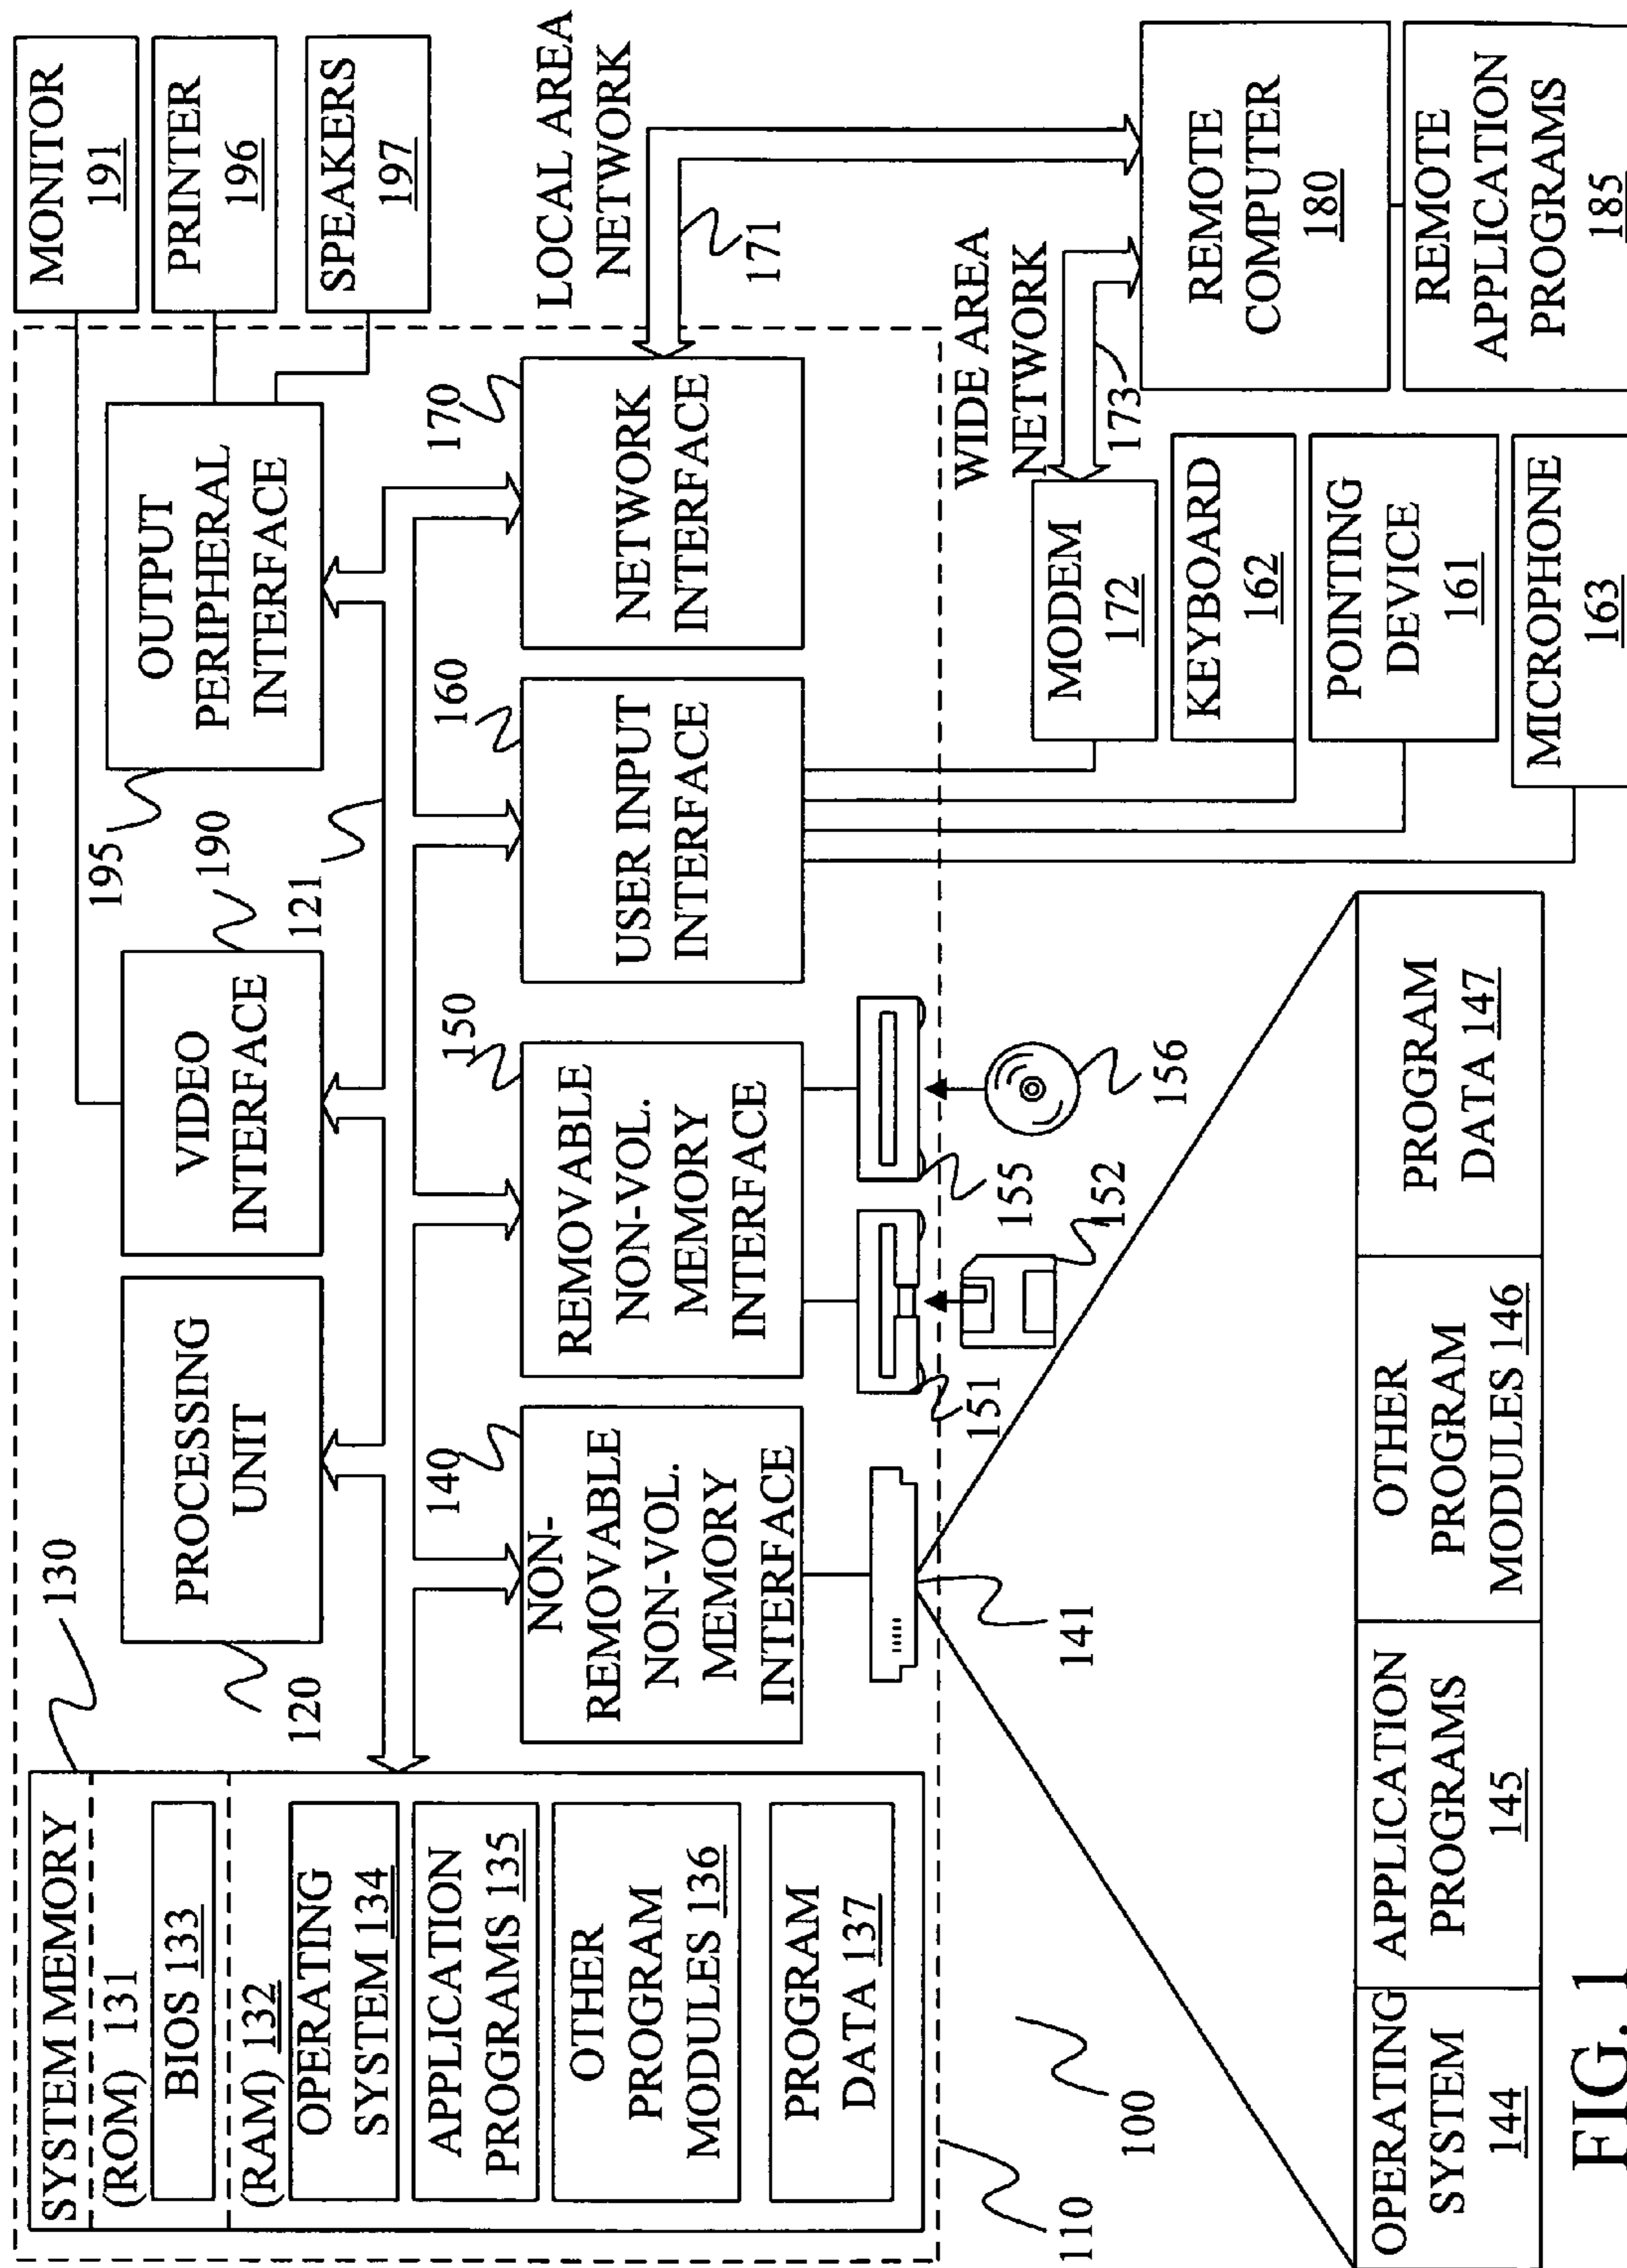 SYSTEM MEMORY
(ROM) 131
BIOS 133
(RAM) 132
OPERATING
SYSTEM 134
APPLICATION
PROGRAMS 135
OTHER
PROGRAM
MODULES 136
PROGRAM
DATA 137
130
PROCESSING
UNIT
120
VIDEO
INTERFACE
190
121
OUTPUT
PERIPHERAL
INTERFACE
195
MONITOR
191
PRINTER
196
SPEAKERS
197
NON-
REMOVABLE
NON-VOL.
MEMORY
INTERFACE
140
REMOVABLE
NON-VOL.
MEMORY
INTERFACE
150
USER INPUT
INTERFACE
160
NETWORK
INTERFACE
170
LOCAL AREA
NETWORK
171
141
151
152
155
156
WIDE AREA
NETWORK
173
MODEM
172
KEYBOARD
162
POINTING
DEVICE
161
MICROPHONE
163
REMOTE
COMPUTER
180
REMOTE
APPLICATION
PROGRAMS
185
110
100
OPERATING
SYSTEM
144
APPLICATION
PROGRAMS
145
OTHER
PROGRAM
MODULES 146
PROGRAM
DATA 147
FIG. 1